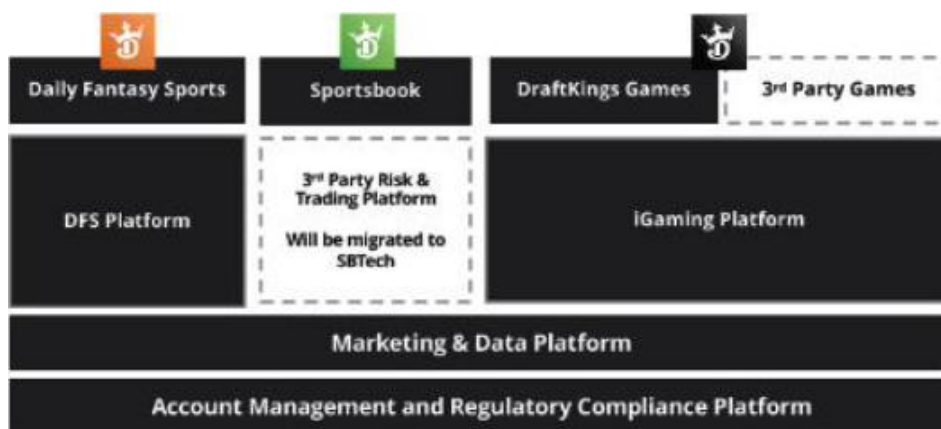 Daily Fantasy Sports
Sportsbook
DraftKings Games
3rd Party Games
DFS Platform
3rd Party Risk &
Trading Platform
Will be migrated to
SBTech
iGaming Platform
Marketing & Data Platform
Account Management and Regulatory Compliance Platform